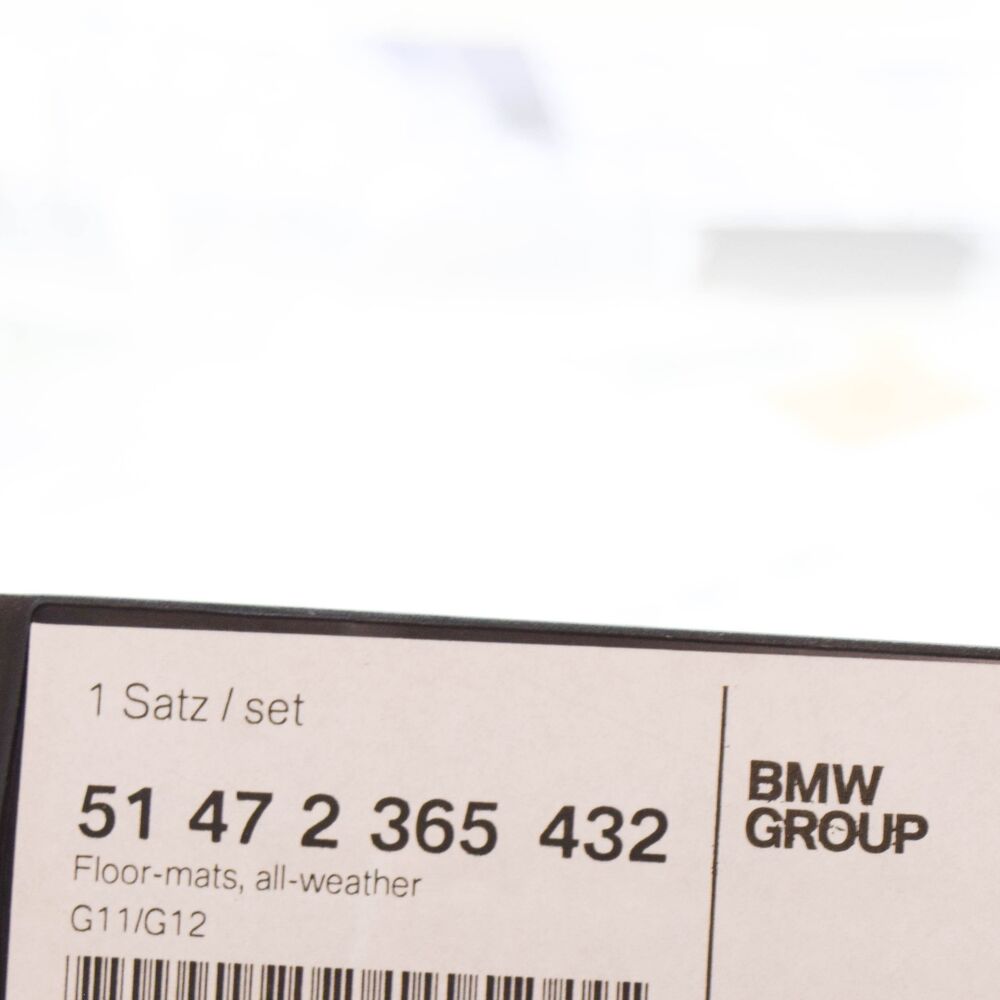 1 Satz / set
51 47 2 365 432
Floor-mats, all-weather
G11/G12
BMW
GROUP